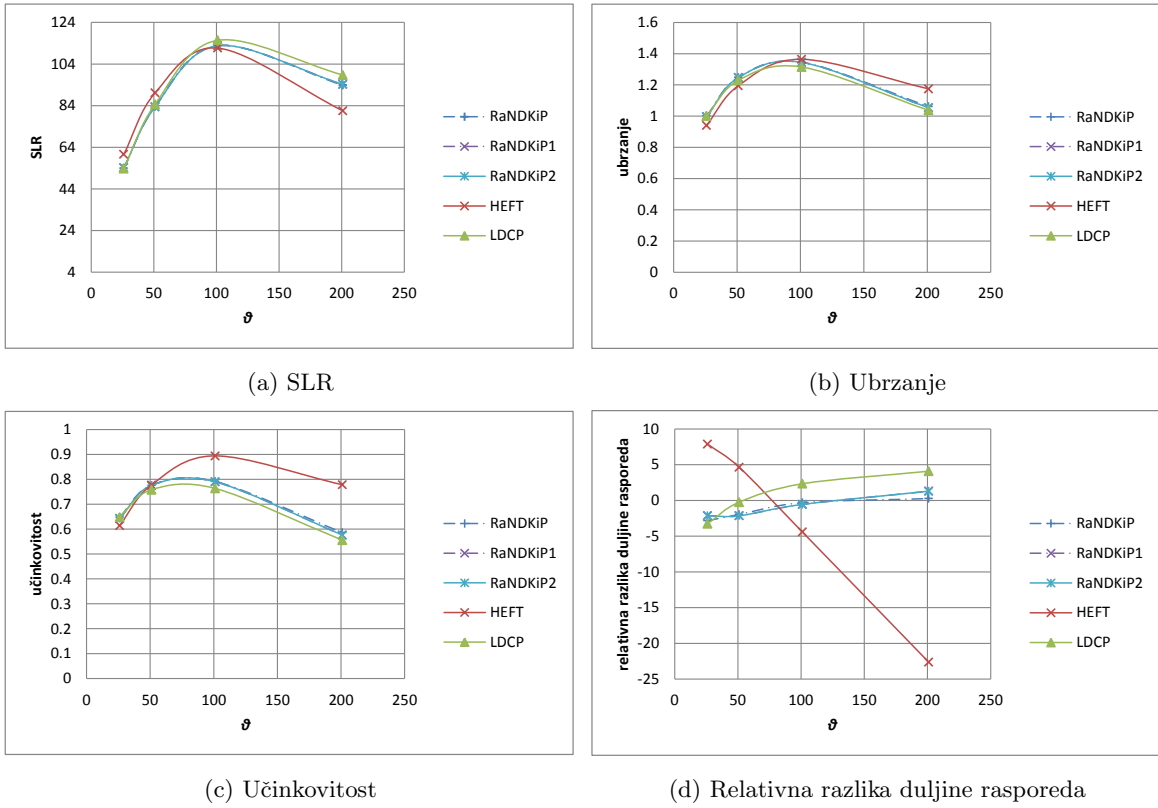 124
104
84
64
44
24
4
0
50
100
150
200
250
SLR
ϑ
RaNDKiP
RaNDKiP1
RaNDKiP2
HEFT
LDCP
(a) SLR
1.6
1.4
1.2
1
0.8
0.6
0.4
0.2
0
0
50
100
150
200
250
ubrzanje
ϑ
RaNDKiP
RaNDKiP1
RaNDKiP2
HEFT
LDCP
(b) Ubrzanje
1
0.9
0.8
0.7
0.6
0.5
0.4
0.3
0.2
0.1
0
0
50
100
150
200
250
učinkovitost
ϑ
RaNDKiP
RaNDKiP1
RaNDKiP2
HEFT
LDCP
(c) Učinkovitost
10
5
0
-5
-10
-15
-20
-25
0
50
100
150
200
250
relativna razlika duljine rasporeda
ϑ
RaNDKiP
RaNDKiP1
RaNDKiP2
HEFT
LDCP
(d) Relativna razlika duljine rasporeda